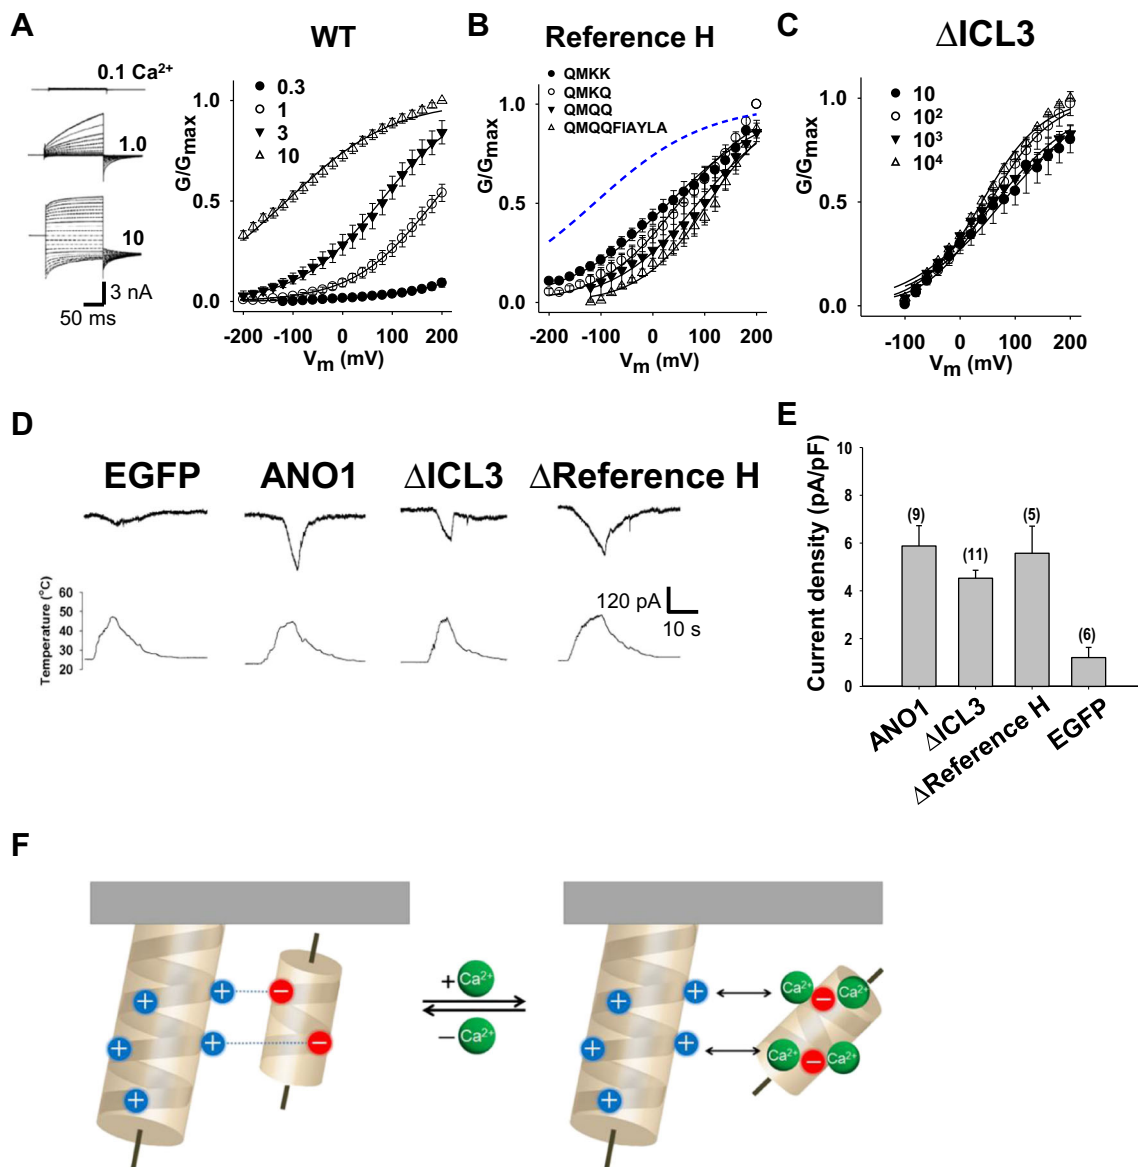 A
WT
0.1 Ca²⁺
1.0
10
3 nA
50 ms
G/Gmax
1.0
0.5
0.0
0.3
1
3
10
-200 -100 0 100 200
Vm (mV)
B
Reference H
QMKK
QMKQ
QMQQ
QMQQFIAYLA
G/Gmax
1.0
0.5
0.0
-200 -100 0 100 200
Vm (mV)
C
ΔICL3
10
10²
10³
10⁴
G/Gmax
1.0
0.5
0.0
-100 0 100 200
Vm (mV)
D
EGFP ANO1 ΔICL3 ΔReference H
Temperature (°C)
60
50
40
30
20
120 pA
10 s
E
Current density (pA/pF)
10
8
6
4
2
0
(9)
(11)
(5)
(6)
ANO1
ΔICL3
ΔReference H
EGFP
F
+ + + + +
− −
+ Ca²⁺
− Ca²⁺
+ + + + +
Ca²⁺ − Ca²⁺
Ca²⁺ − Ca²⁺